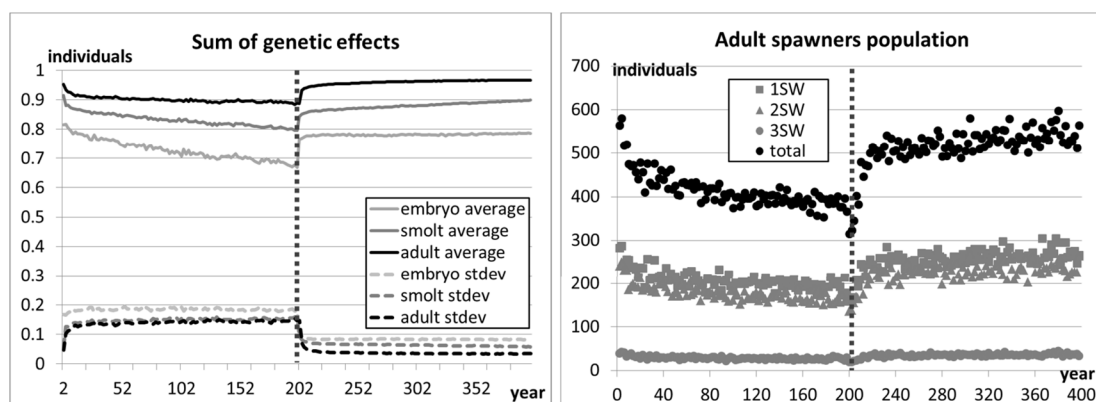 Sum of genetic effects
individuals
1
0.9
0.8
0.7
0.6
0.5
0.4
0.3
0.2
0.1
0
embryo average
smolt average
adult average
embryo stdev
smolt stdev
adult stdev
2 52 102 152 202 252 302 352 year
Adult spawners population
individuals
700
600
500
400
300
200
100
0
1SW
2SW
3SW
total
0 40 80 120 160 200 240 280 320 360 400
year